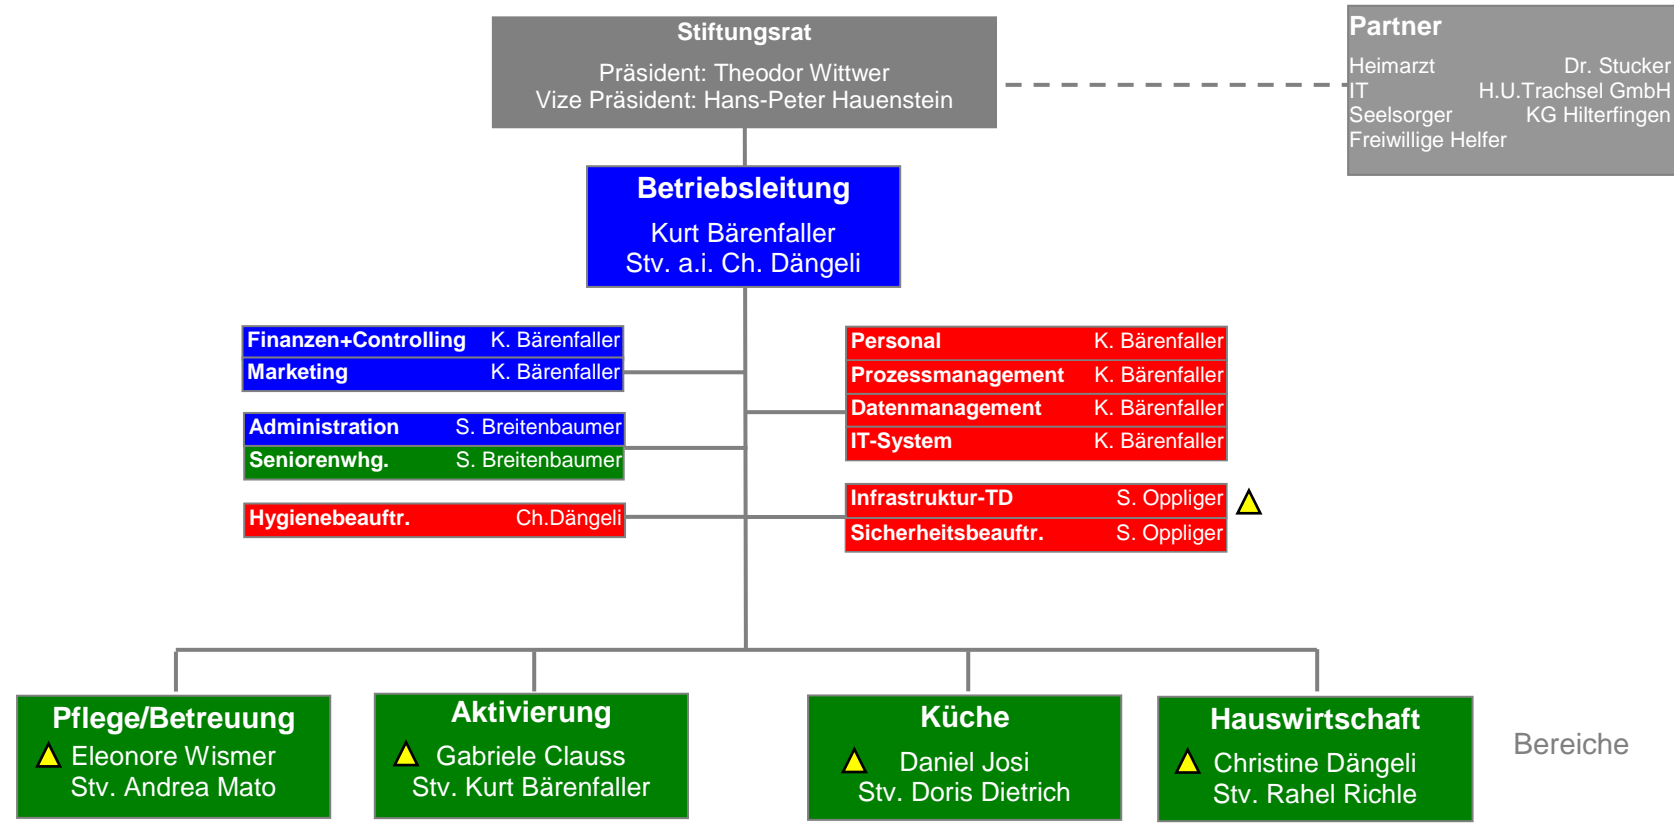 Stiftungsrat
Präsident: Theodor Wittwer
Vize Präsident: Hans-Peter Hauenstein
Partner
Heimarzt Dr. Stucker
IT H.U.Trachsel GmbH
Seelsorger KG Hilterfingen
Freiwillige Helfer
Betriebsleitung
Kurt Bärenfaller
Stv. a.i. Ch. Dängeli
Finanzen+Controlling K. Bärenfaller
Marketing K. Bärenfaller
Administration S. Breitenbaumer
Seniorenwhg. S. Breitenbaumer
Hygienebeauftr. Ch.Dängeli
Personal K. Bärenfaller
Prozessmanagement K. Bärenfaller
Datenmanagement K. Bärenfaller
IT-System K. Bärenfaller
Infrastruktur-TD S. Oppliger
Sicherheitsbeauftr. S. Oppliger
Pflege/Betreuung
Eleonore Wismer
Stv. Andrea Mato
Aktivierung
Gabriele Clauss
Stv. Kurt Bärenfaller
Küche
Daniel Josi
Stv. Doris Dietrich
Hauswirtschaft
Christine Dängeli
Stv. Rahel Richle
Bereiche